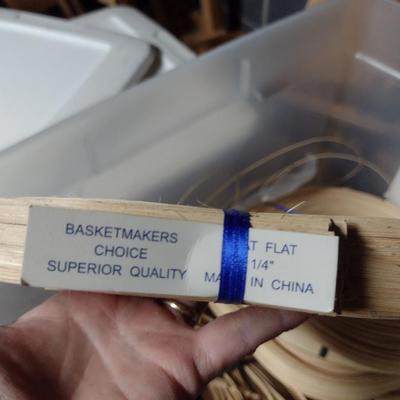 BASKETMAKERS
CHOICE
SUPERIOR QUALITY
FLAT
1/4"
IN CHINA